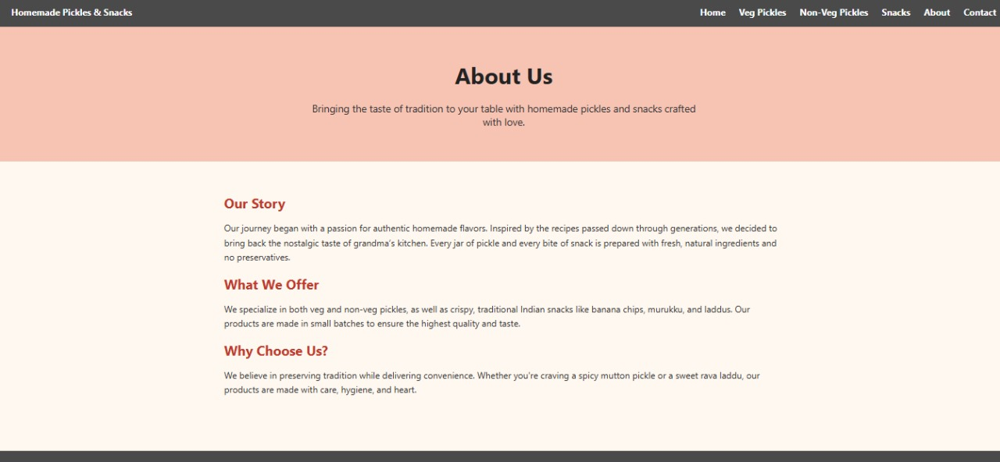 Homemade Pickles & Snacks
Home Veg Pickles Non-Veg Pickles Snacks About Contact
About Us
Bringing the taste of tradition to your table with homemade pickles and snacks crafted
with love.
Our Story
Our journey began with a passion for authentic homemade flavors. Inspired by the recipes passed down through generations, we decided to
bring back the nostalgic taste of grandma's kitchen. Every jar of pickle and every bite of snack is prepared with fresh, natural ingredients and
no preservatives.
What We Offer
We specialize in both veg and non-veg pickles, as well as crispy, traditional Indian snacks like banana chips, murukku, and laddus. Our
products are made in small batches to ensure the highest quality and taste.
Why Choose Us?
We believe in preserving tradition while delivering convenience. Whether you're craving a spicy mutton pickle or a sweet rava laddu, our
products are made with care, hygiene, and heart.